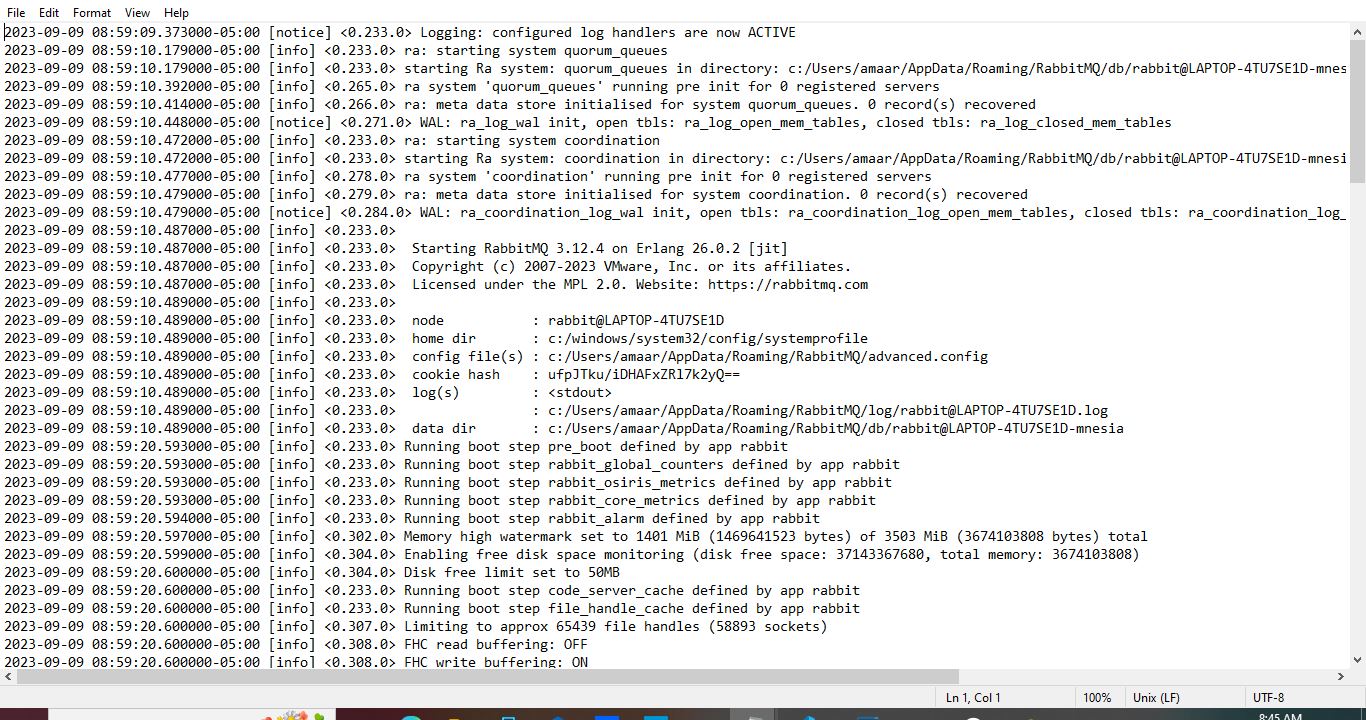 File Edit Format View Help
2023-09-09 08:59:09.373000-05:00 [notice] <0.233.0> Logging: configured log handlers are now ACTIVE
2023-09-09 08:59:10.179000-05:00 [info] <0.233.0> ra: starting system quorum_queues
2023-09-09 08:59:10.179000-05:00 [info] <0.233.0> starting Ra system: quorum_queues in directory: c:/Users/amaar/AppData/Roaming/RabbitMQ/db/rabbit@LAPTOP-4TU7SE1D-mnes
2023-09-09 08:59:10.392000-05:00 [info] <0.265.0> ra system 'quorum_queues' running pre init for 0 registered servers
2023-09-09 08:59:10.414000-05:00 [info] <0.266.0> ra: meta data store initialised for system quorum_queues. 0 record(s) recovered
2023-09-09 08:59:10.448000-05:00 [notice] <0.271.0> WAL: ra_log_wal init, open tbls: ra_log_open_mem_tables, closed tbls: ra_log_closed_mem_tables
2023-09-09 08:59:10.472000-05:00 [info] <0.233.0> ra: starting system coordination
2023-09-09 08:59:10.472000-05:00 [info] <0.233.0> starting Ra system: coordination in directory: c:/Users/amaar/AppData/Roaming/RabbitMQ/db/rabbit@LAPTOP-4TU7SE1D-mnesi
2023-09-09 08:59:10.477000-05:00 [info] <0.278.0> ra system 'coordination' running pre init for 0 registered servers
2023-09-09 08:59:10.479000-05:00 [info] <0.279.0> ra: meta data store initialised for system coordination. 0 record(s) recovered
2023-09-09 08:59:10.479000-05:00 [notice] <0.284.0> WAL: ra_coordination_log_wal init, open tbls: ra_coordination_log_open_mem_tables, closed tbls: ra_coordination_log_
2023-09-09 08:59:10.487000-05:00 [info] <0.233.0>
2023-09-09 08:59:10.487000-05:00 [info] <0.233.0>  Starting RabbitMQ 3.12.4 on Erlang 26.0.2 [jit]
2023-09-09 08:59:10.487000-05:00 [info] <0.233.0>  Copyright (c) 2007-2023 VMware, Inc. or its affiliates.
2023-09-09 08:59:10.487000-05:00 [info] <0.233.0>  Licensed under the MPL 2.0. Website: https://rabbitmq.com
2023-09-09 08:59:10.489000-05:00 [info] <0.233.0>
2023-09-09 08:59:10.489000-05:00 [info] <0.233.0>  node           : rabbit@LAPTOP-4TU7SE1D
2023-09-09 08:59:10.489000-05:00 [info] <0.233.0>  home dir       : c:/windows/system32/config/systemprofile
2023-09-09 08:59:10.489000-05:00 [info] <0.233.0>  config file(s) : c:/Users/amaar/AppData/Roaming/RabbitMQ/advanced.config
2023-09-09 08:59:10.489000-05:00 [info] <0.233.0>  cookie hash    : ufpJTku/iDHAFxZRl7k2yQ==
2023-09-09 08:59:10.489000-05:00 [info] <0.233.0>  log(s)         : <stdout>
2023-09-09 08:59:10.489000-05:00 [info] <0.233.0>                 : c:/Users/amaar/AppData/Roaming/RabbitMQ/log/rabbit@LAPTOP-4TU7SE1D.log
2023-09-09 08:59:10.489000-05:00 [info] <0.233.0>  data dir       : c:/Users/amaar/AppData/Roaming/RabbitMQ/db/rabbit@LAPTOP-4TU7SE1D-mnesia
2023-09-09 08:59:20.593000-05:00 [info] <0.233.0> Running boot step pre_boot defined by app rabbit
2023-09-09 08:59:20.593000-05:00 [info] <0.233.0> Running boot step rabbit_global_counters defined by app rabbit
2023-09-09 08:59:20.593000-05:00 [info] <0.233.0> Running boot step rabbit_osiris_metrics defined by app rabbit
2023-09-09 08:59:20.593000-05:00 [info] <0.233.0> Running boot step rabbit_core_metrics defined by app rabbit
2023-09-09 08:59:20.594000-05:00 [info] <0.233.0> Running boot step rabbit_alarm defined by app rabbit
2023-09-09 08:59:20.597000-05:00 [info] <0.302.0> Memory high watermark set to 1401 MiB (1469641523 bytes) of 3503 MiB (3674103808 bytes) total
2023-09-09 08:59:20.599000-05:00 [info] <0.304.0> Enabling free disk space monitoring (disk free space: 37143367680, total memory: 3674103808)
2023-09-09 08:59:20.600000-05:00 [info] <0.304.0> Disk free limit set to 50MB
2023-09-09 08:59:20.600000-05:00 [info] <0.233.0> Running boot step code_server_cache defined by app rabbit
2023-09-09 08:59:20.600000-05:00 [info] <0.233.0> Running boot step file_handle_cache defined by app rabbit
2023-09-09 08:59:20.600000-05:00 [info] <0.307.0> Limiting to approx 65439 file handles (58893 sockets)
2023-09-09 08:59:20.600000-05:00 [info] <0.308.0> FHC read buffering: OFF
2023-09-09 08:59:20.600000-05:00 [info] <0.308.0> FHC write buffering: ON
Ln 1, Col 1 100% Unix (LF) UTF-8
8:45 AM